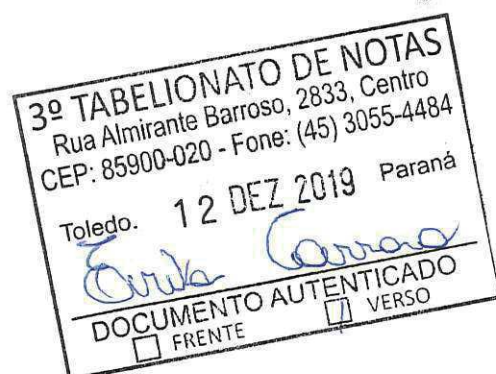 3º TABELIONATO DE NOTAS
Rua Almirante Barroso, 2833, Centro
CEP: 85900-020 - Fone: (45) 3055-4484
Toledo. 12 DEZ 2019 Paraná
DOCUMENTO AUTENTICADO
FRENTE VERSO